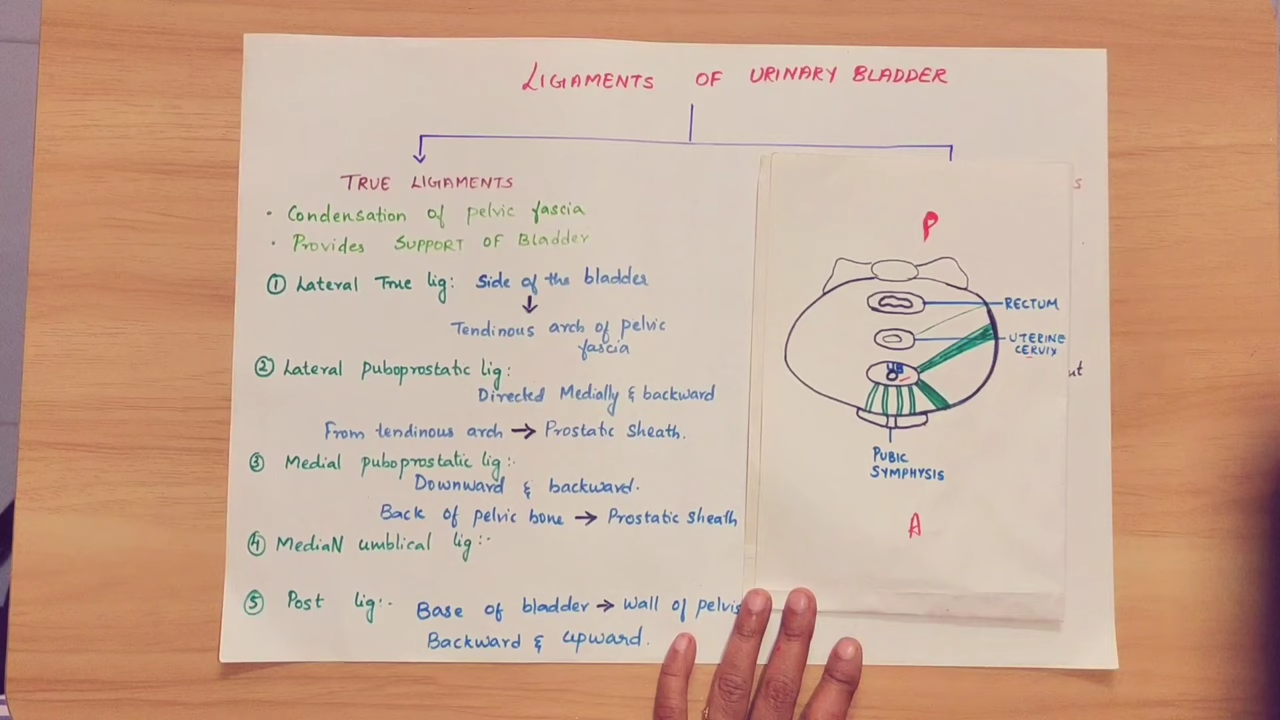 LIGAMENTS OF URINARY BLADDER
TRUE LIGAMENTS
• Condensation of pelvic fascia
• Provides SUPPORT OF Bladder
① Lateral True lig: Side of the bladder
Tendinous arch of pelvic
fascia
② Lateral puboprostatic lig:
Directed Medially & backward
From tendinous arch → Prostatic Sheath.
③ Medial puboprostatic lig:-
Downward & backward.
Back of pelvic bone → Prostatic Sheath
④ MediaN umblical lig:-
⑤ Post lig:- Base of bladder → Wall of pelvis
Backward & upward.
S
P
RECTUM
UTERINE
CERVIX
UB
PUBIC
SYMPHYSIS
A